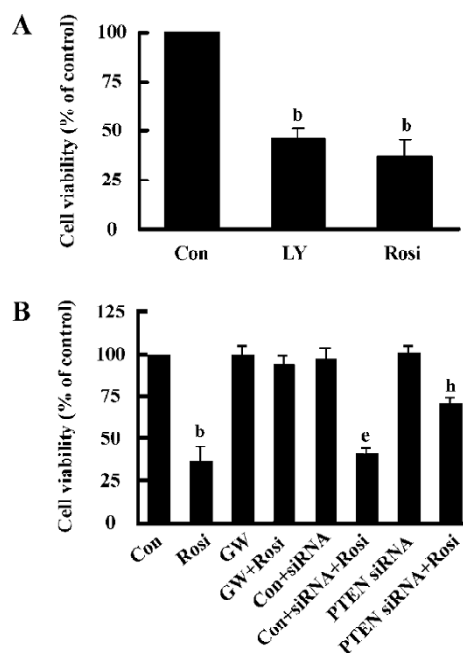 A
Cell viability (% of control)
100
75
50
25
0
b
b
Con
LY
Rosi
B
Cell viability (% of control)
125
100
75
50
25
0
b
e
h
Con
Rosi
GW
GW+Rosi
Con+siRNA
Con+siRNA+Rosi
PTEN siRNA
PTEN siRNA+Rosi